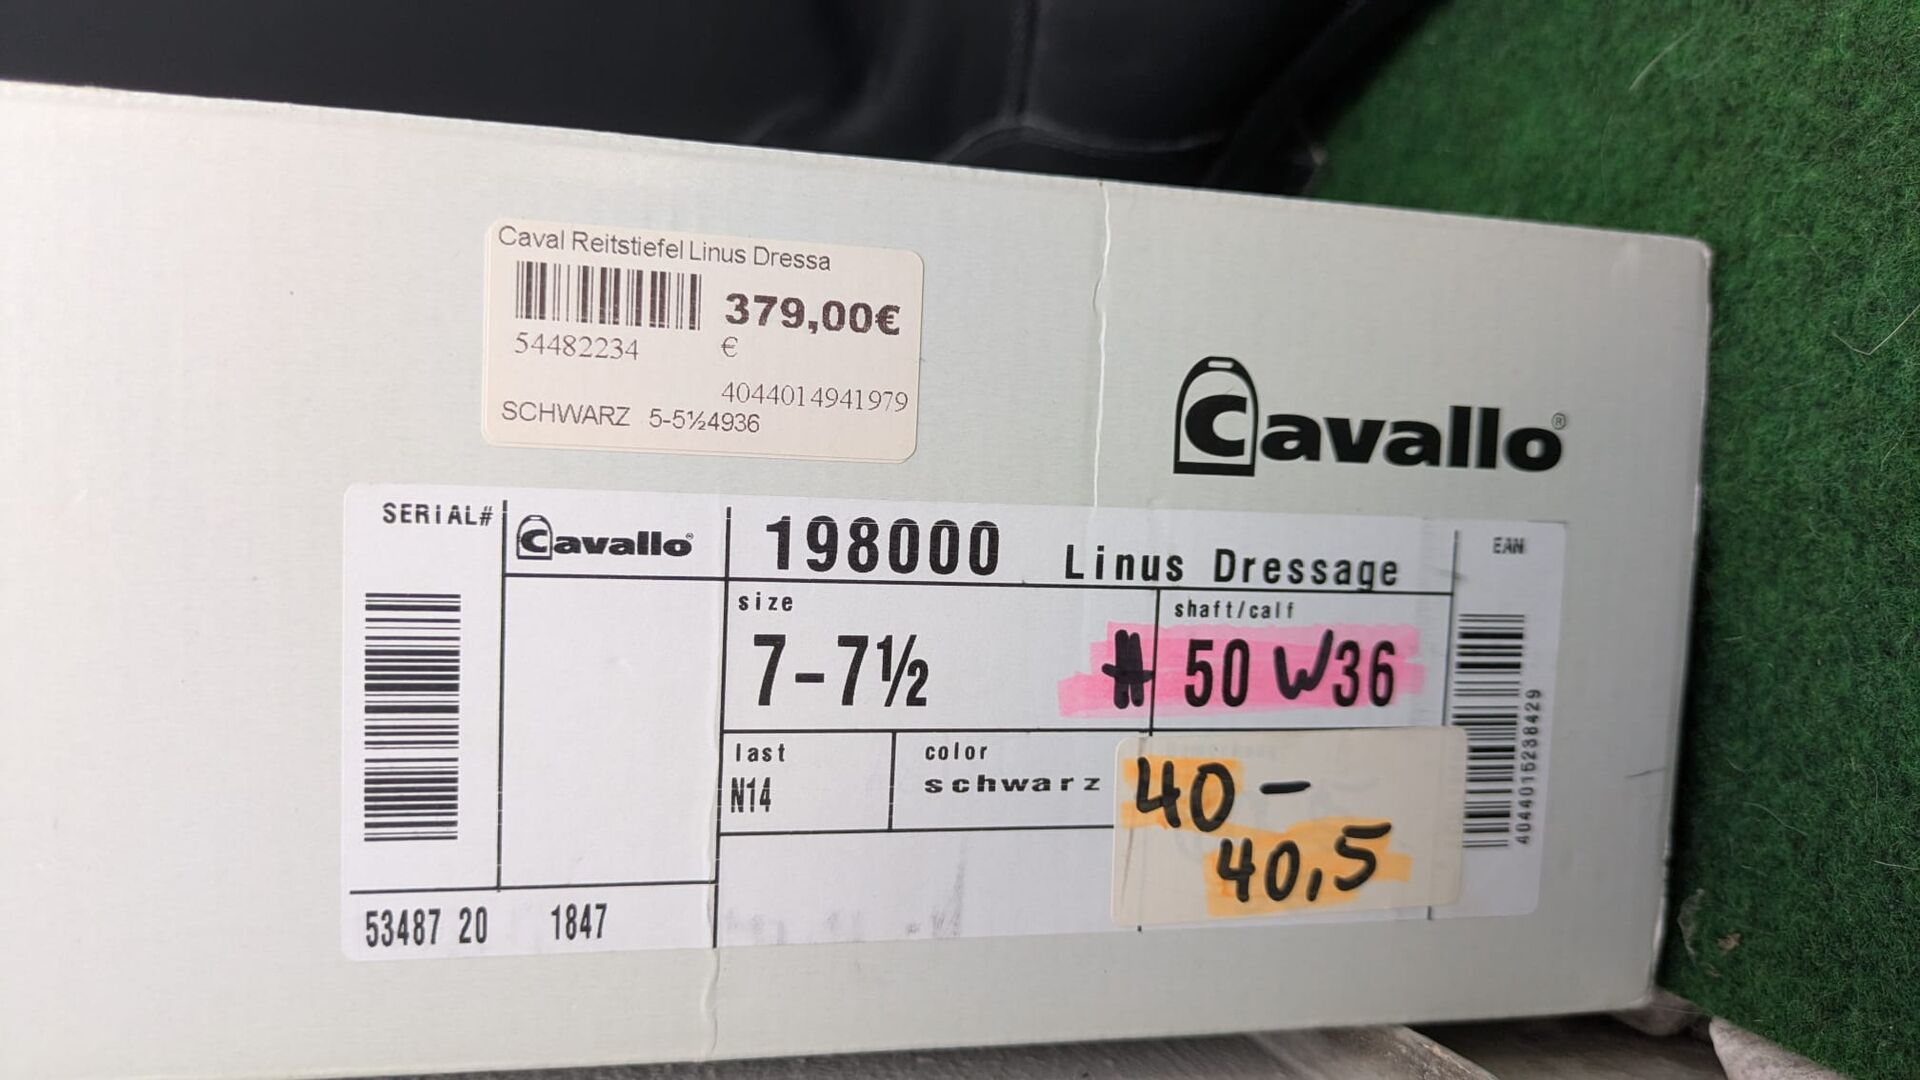 Caval Reitstiefel Linus Dressa
379,00€
54482234
€
4044014941979
SCHWARZ 5-5½4936
Cavallo®
SERIAL#
Cavallo®
198000 Linus Dressage
EAN
size
shaft/calf
7-7½
H 50 W36
last
color
N14
schwarz
40-
40,5
4044015238429
53487 20
1847